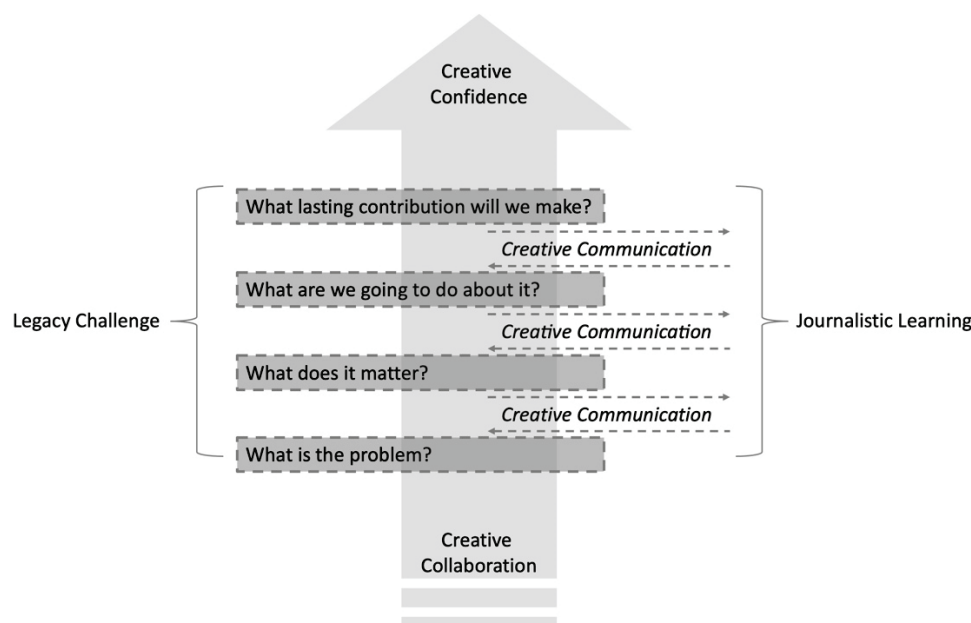 Creative
Confidence
What lasting contribution will we make?
Creative Communication
What are we going to do about it?
Legacy Challenge
Creative Communication
Journalistic Learning
What does it matter?
Creative Communication
What is the problem?
Creative
Collaboration